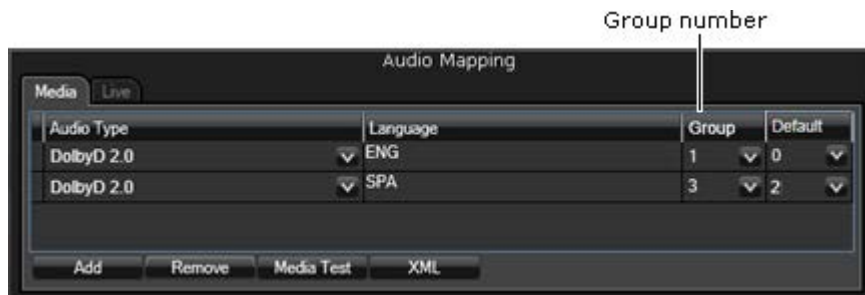 Group number
Audio Mapping
Media Live
Audio Type Language Group Default
DolbyD 2.0 ENG 1 0
DolbyD 2.0 SPA 3 2
Add Remove Media Test XML